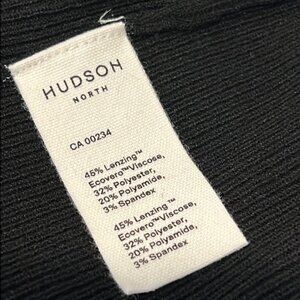 HUDSON
NORTH
CA 00234
45% Lenzing™
Ecovero™Viscose,
32% Polyester,
20% Polyamide,
3% Spandex
45% Lenzing™
Ecovero™Viscose,
32% Polyester,
20% Polyamide,
3% Spandex